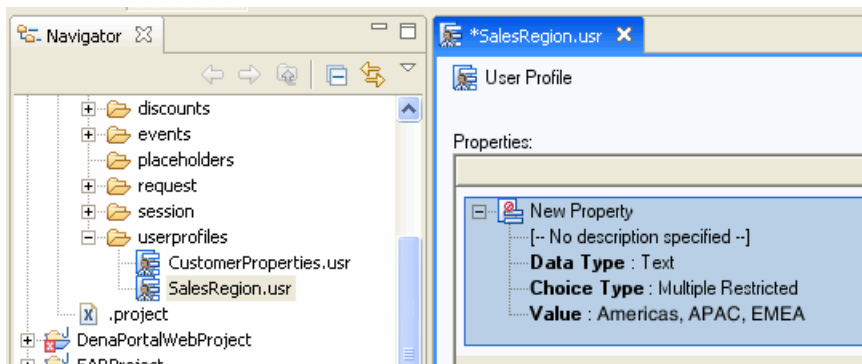 Navigator
*SalesRegion.usr
User Profile
discounts
events
placeholders
request
session
userprofiles
CustomerProperties.usr
SalesRegion.usr
.project
DenaPortalWebProject
EARProject
Properties:
New Property
[-- No description specified --]
Data Type : Text
Choice Type : Multiple Restricted
Value : Americas, APAC, EMEA